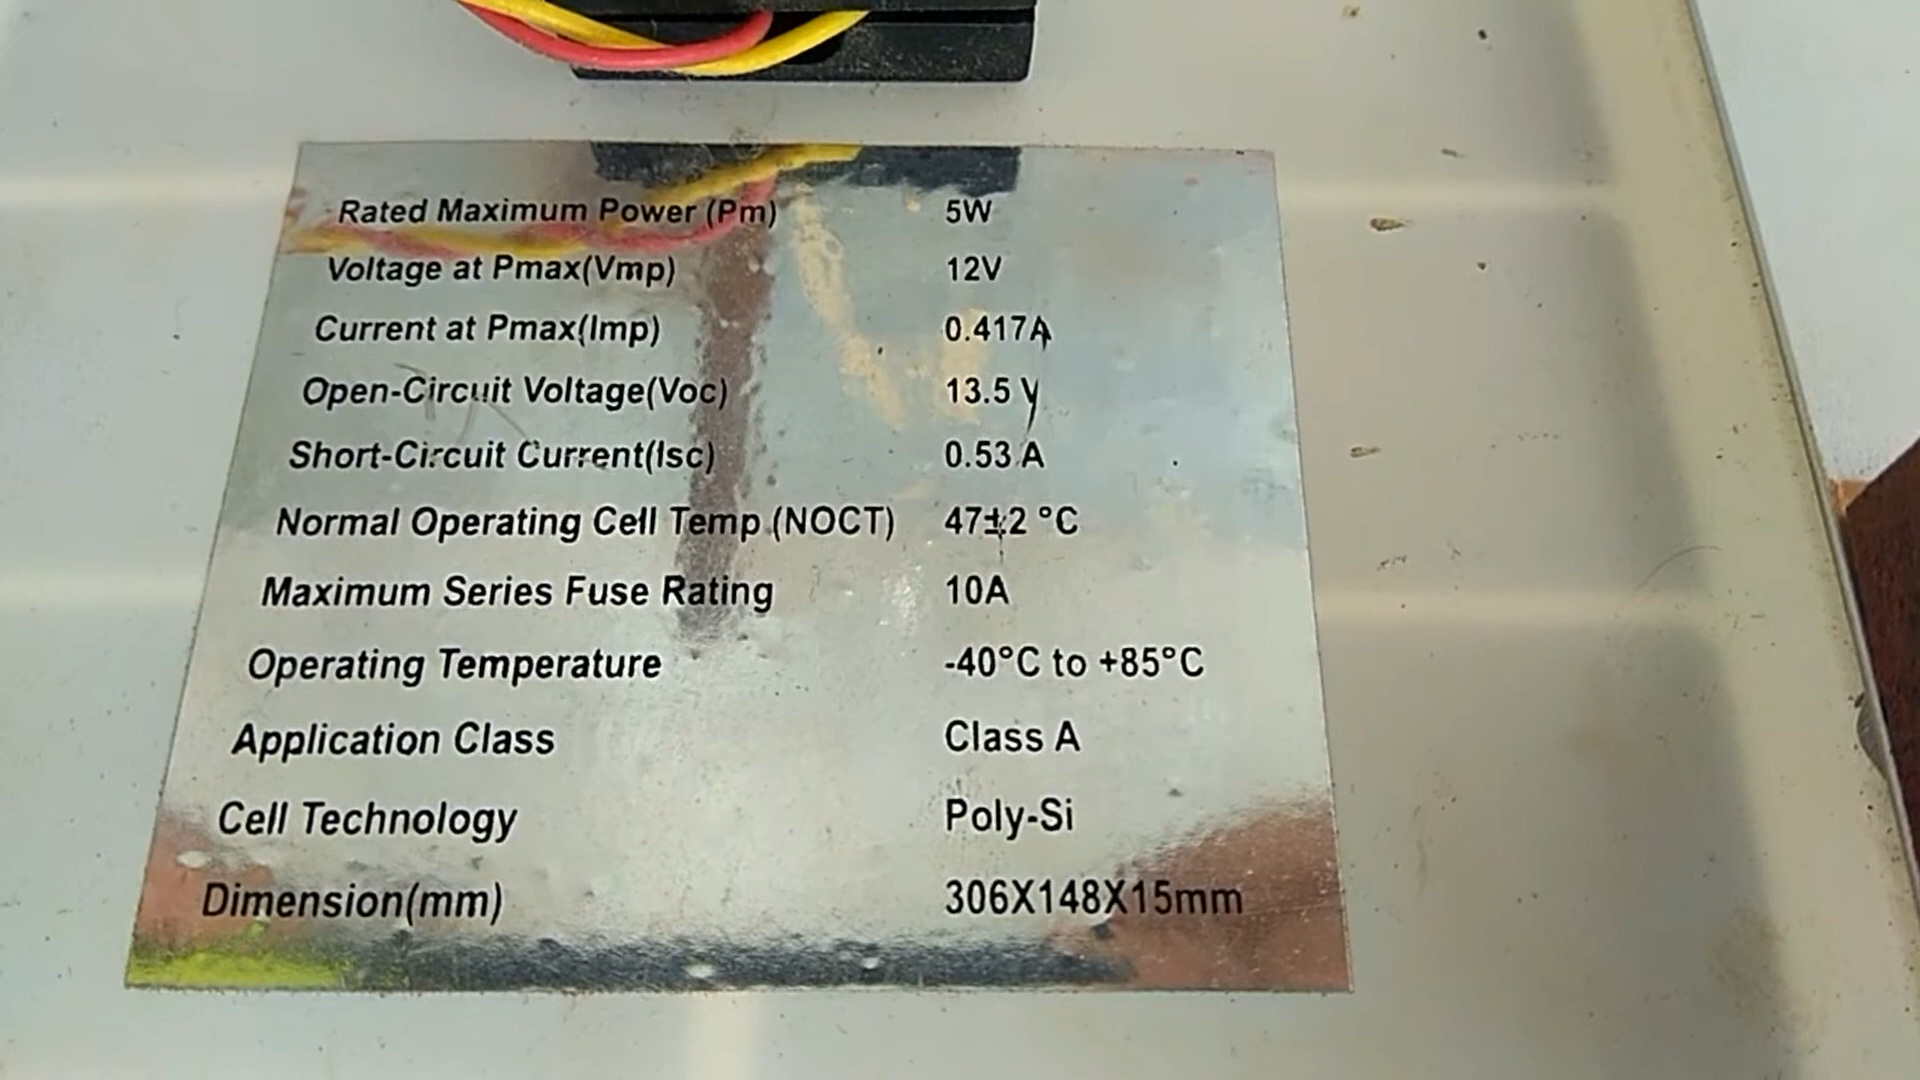 Rated Maximum Power (Pm) 5W
Voltage at Pmax(Vmp) 12V
Current at Pmax(Imp) 0.417A
Open-Circuit Voltage(Voc) 13.5 V
Short-Circuit Current(Isc) 0.53 A
Normal Operating Cell Temp (NOCT) 47±2 °C
Maximum Series Fuse Rating 10A
Operating Temperature -40°C to +85°C
Application Class Class A
Cell Technology Poly-Si
Dimension(mm) 306X148X15mm